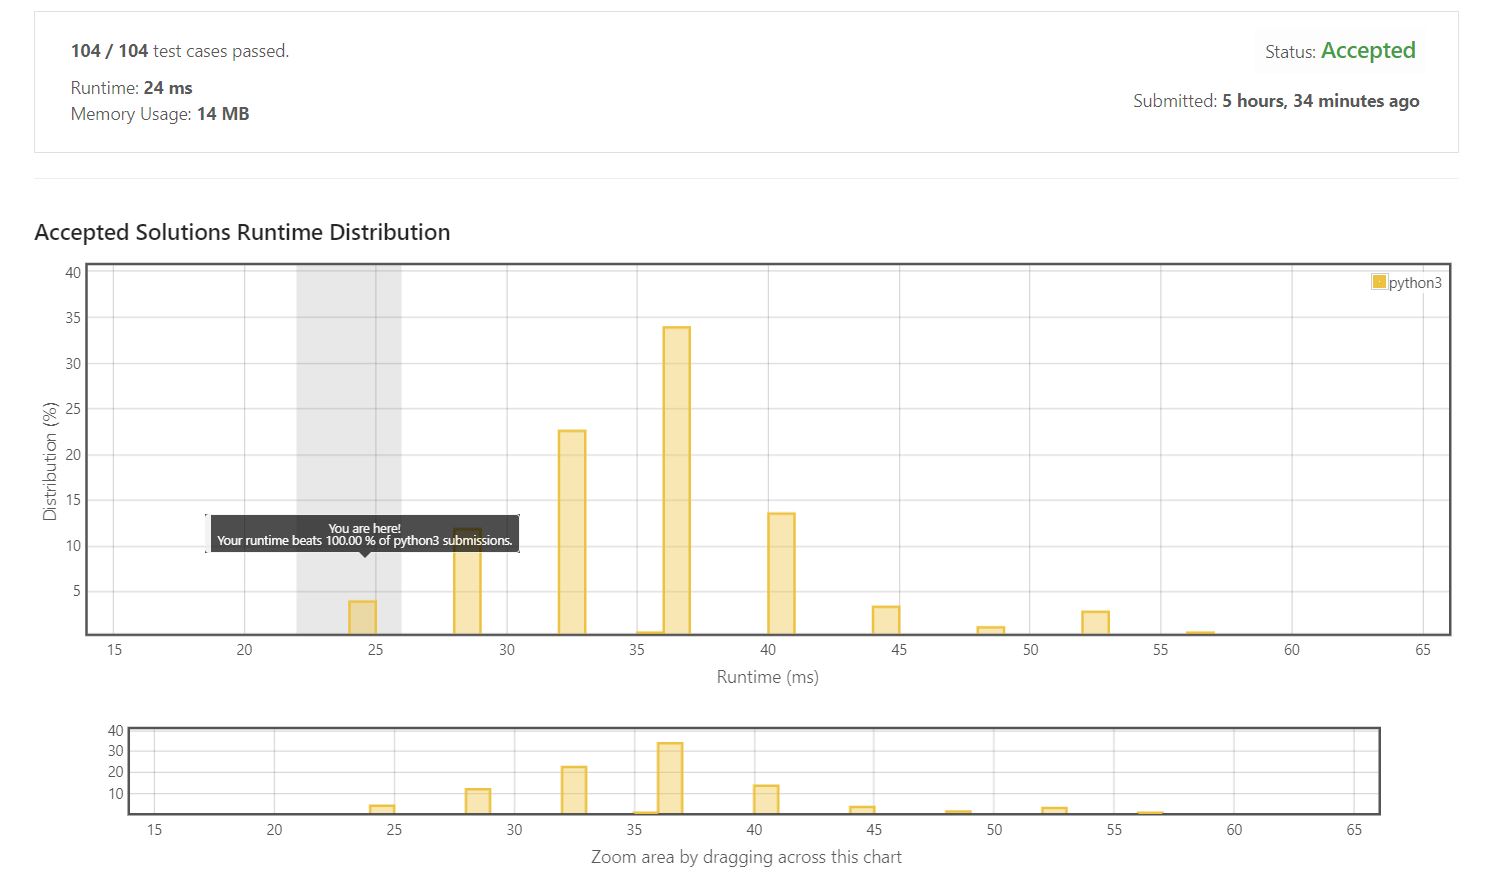 104 / 104 test cases passed.
Status: Accepted
Runtime: 24 ms
Submitted: 5 hours, 34 minutes ago
Memory Usage: 14 MB
Accepted Solutions Runtime Distribution
40
35
30
25
20
15
10
5
Distribution (%)
python3
You are here!
Your runtime beats 100.00 % of python3 submissions.
15 20 25 30 35 40 45 50 55 60 65
Runtime (ms)
40
30
20
10
15 20 25 30 35 40 45 50 55 60 65
Zoom area by dragging across this chart